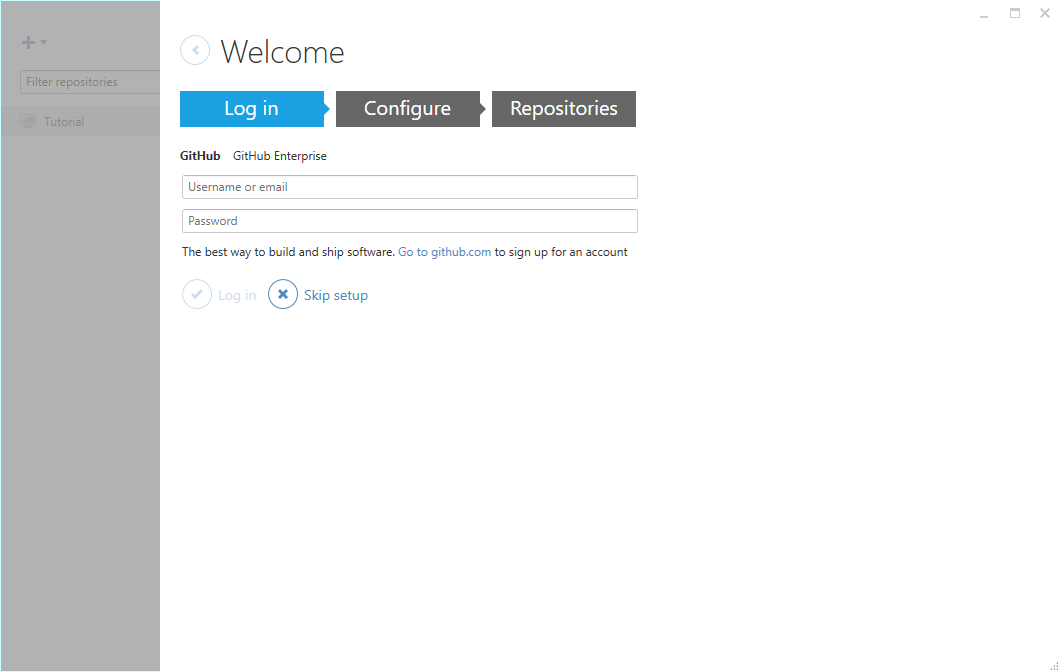 Welcome
Filter repositories
Tutorial
Log in Configure Repositories
GitHub GitHub Enterprise
Username or email
Password
The best way to build and ship software. Go to github.com to sign up for an account
Log in Skip setup